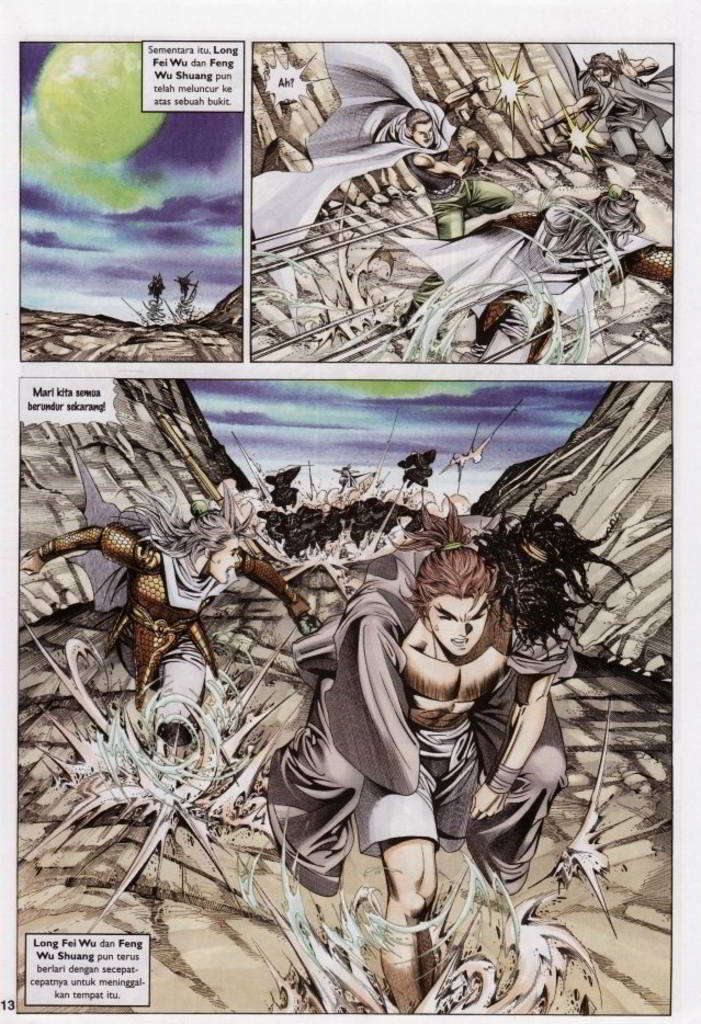 Sementara itu, Long
Fei Wu dan Feng
Wu Shuang pun
telah meluncur ke
atas sebuah bukit.
Ah?
Mari kita semua
berundur sekarang!
Long Fei Wu dan Feng
Wu Shuang pun terus
berlari dengan secepat-
cepatnya untuk meninggal-
kan tempat itu.
13